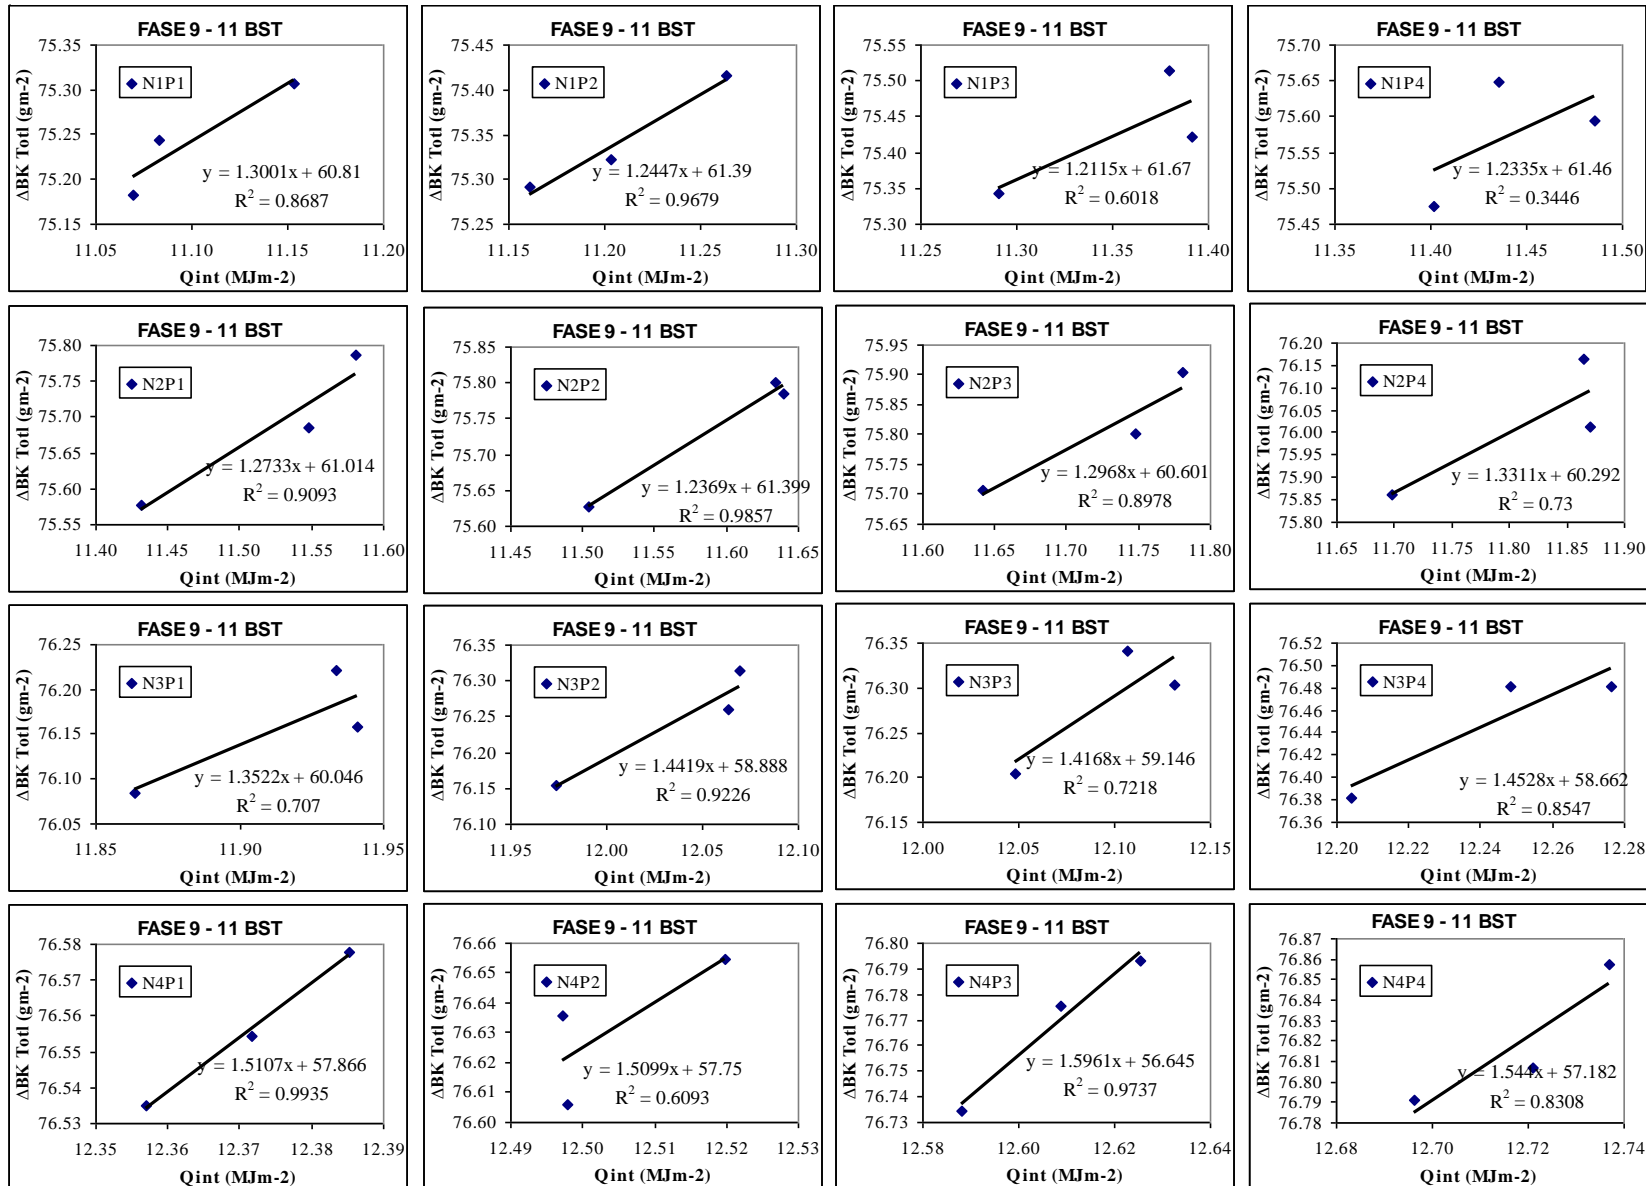 FASE 9 - 11 BST
ΔBK Totl (gm-2)
75.35
75.30
75.25
75.20
75.15
N1P1
y = 1.3001x + 60.81
R² = 0.8687
11.05 11.10 11.15 11.20
Qint (MJm-2)
FASE 9 - 11 BST
ΔBK Totl (gm-2)
75.45
75.40
75.35
75.30
75.25
N1P2
y = 1.2447x + 61.39
R² = 0.9679
11.15 11.20 11.25 11.30
Qint (MJm-2)
FASE 9 - 11 BST
ΔBK Totl (gm-2)
75.55
75.50
75.45
75.40
75.35
75.30
N1P3
y = 1.2115x + 61.67
R² = 0.6018
11.25 11.30 11.35 11.40
Qint (MJm-2)
FASE 9 - 11 BST
ΔBK Totl (gm-2)
75.70
75.65
75.60
75.55
75.50
75.45
N1P4
y = 1.2335x + 61.46
R² = 0.3446
11.35 11.40 11.45 11.50
Qint (MJm-2)
FASE 9 - 11 BST
ΔBK Totl (gm-2)
75.80
75.75
75.70
75.65
75.60
75.55
N2P1
y = 1.2733x + 61.014
R² = 0.9093
11.40 11.45 11.50 11.55 11.60
Qint (MJm-2)
FASE 9 - 11 BST
ΔBK Totl (gm-2)
75.85
75.80
75.75
75.70
75.65
75.60
N2P2
y = 1.2369x + 61.399
R² = 0.9857
11.45 11.50 11.55 11.60 11.65
Qint (MJm-2)
FASE 9 - 11 BST
ΔBK Totl (gm-2)
75.95
75.90
75.85
75.80
75.75
75.70
75.65
N2P3
y = 1.2968x + 60.601
R² = 0.8978
11.60 11.65 11.70 11.75 11.80
Qint (MJm-2)
FASE 9 - 11 BST
ΔBK Totl (gm-2)
76.20
76.15
76.10
76.05
76.00
75.95
75.90
75.85
75.80
N2P4
y = 1.3311x + 60.292
R² = 0.73
11.65 11.70 11.75 11.80 11.85 11.90
Qint (MJm-2)
FASE 9 - 11 BST
ΔBK Totl (gm-2)
76.25
76.20
76.15
76.10
76.05
N3P1
y = 1.3522x + 60.046
R² = 0.707
11.85 11.90 11.95
Qint (MJm-2)
FASE 9 - 11 BST
ΔBK Totl (gm-2)
76.35
76.30
76.25
76.20
76.15
76.10
N3P2
y = 1.4419x + 58.888
R² = 0.9226
11.95 12.00 12.05 12.10
Qint (MJm-2)
FASE 9 - 11 BST
ΔBK Totl (gm-2)
76.35
76.30
76.25
76.20
76.15
N3P3
y = 1.4168x + 59.146
R² = 0.7218
12.00 12.05 12.10 12.15
Qint (MJm-2)
FASE 9 - 11 BST
ΔBK Totl (gm-2)
76.52
76.50
76.48
76.46
76.44
76.42
76.40
76.38
76.36
N3P4
y = 1.4528x + 58.662
R² = 0.8547
12.20 12.22 12.24 12.26 12.28
Qint (MJm-2)
FASE 9 - 11 BST
ΔBK Totl (gm-2)
76.58
76.57
76.56
76.55
76.54
76.53
N4P1
y = 1.5107x + 57.866
R² = 0.9935
12.35 12.36 12.37 12.38 12.39
Qint (MJm-2)
FASE 9 - 11 BST
ΔBK Totl (gm-2)
76.66
76.65
76.64
76.63
76.62
76.61
76.60
N4P2
y = 1.5099x + 57.75
R² = 0.6093
12.49 12.50 12.51 12.52 12.53
Qint (MJm-2)
FASE 9 - 11 BST
ΔBK Totl (gm-2)
76.80
76.79
76.78
76.77
76.76
76.75
76.74
76.73
N4P3
y = 1.5961x + 56.645
R² = 0.9737
12.58 12.60 12.62 12.64
Qint (MJm-2)
FASE 9 - 11 BST
ΔBK Totl (gm-2)
76.87
76.86
76.85
76.84
76.83
76.82
76.81
76.80
76.79
76.78
N4P4
y = 1.544x + 57.182
R² = 0.8308
12.68 12.70 12.72 12.74
Qint (MJm-2)